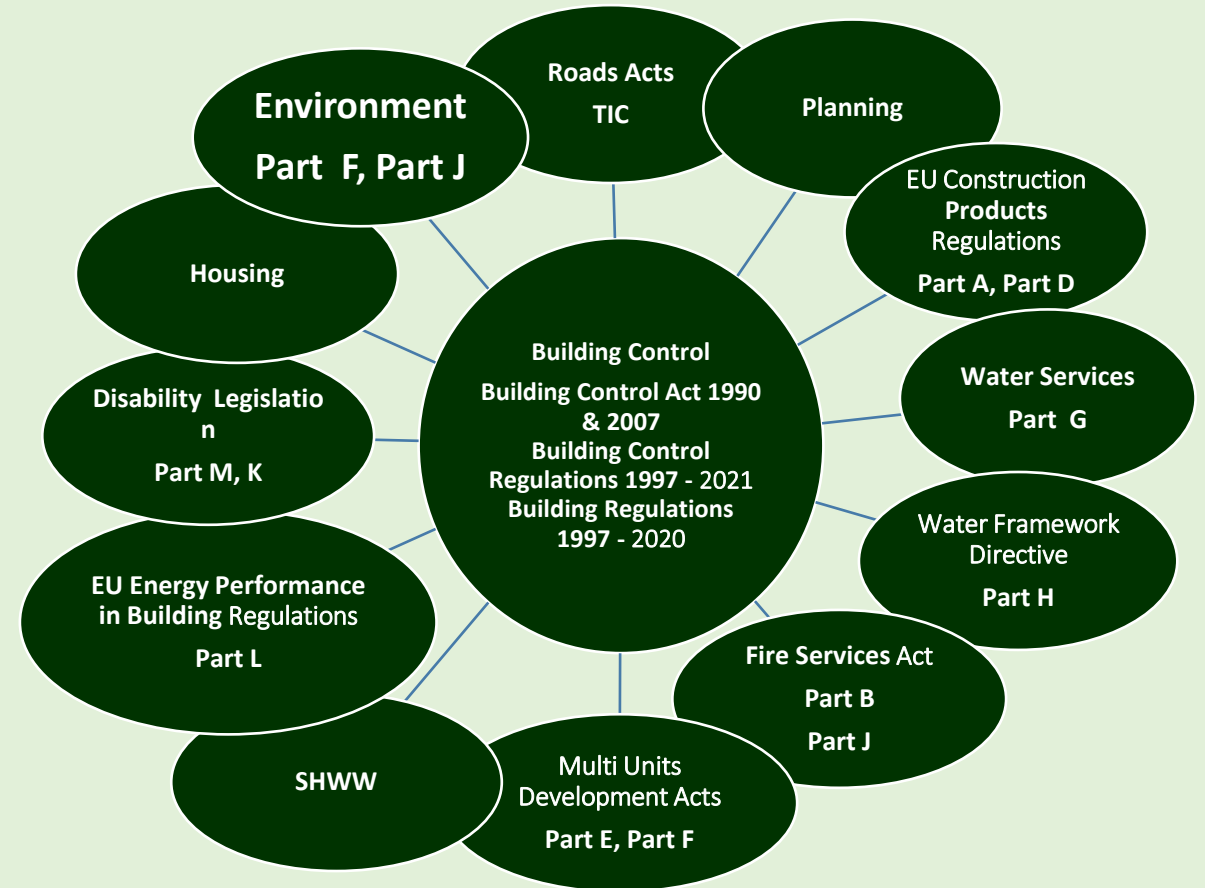 Roads Acts
TIC
Planning
EU Construction
Products
Regulations
Part A, Part D
Water Services
Part G
Water Framework
Directive
Part H
Fire Services Act
Part B
Part J
Multi Units
Development Acts
Part E, Part F
SHWW
EU Energy Performance
in Building Regulations
Part L
Disability Legislatio
n
Part M, K
Housing
Environment
Part F, Part J
Building Control
Building Control Act 1990
& 2007
Building Control
Regulations 1997 - 2021
Building Regulations
1997 - 2020